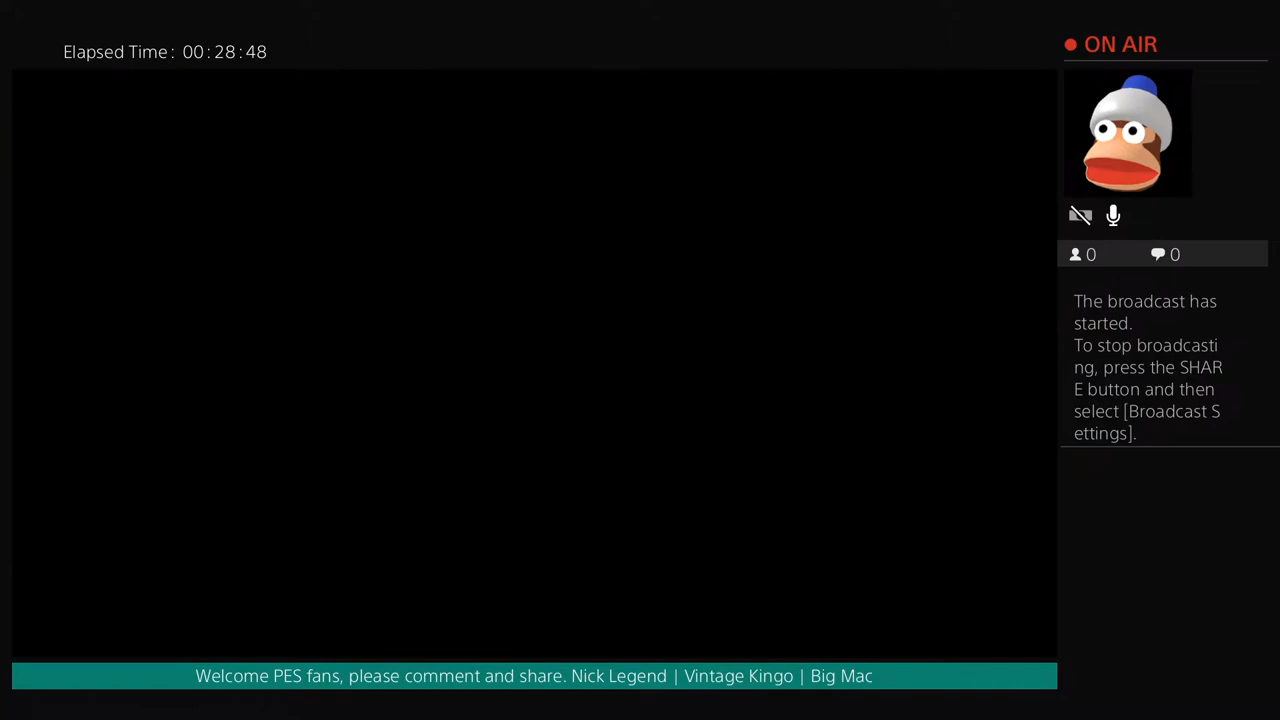 Elapsed Time: 00:28:48
ON AIR
0 0
The broadcast has
started.
To stop broadcasti
ng, press the SHAR
E button and then
select [Broadcast S
ettings].
Welcome PES fans, please comment and share. Nick Legend | Vintage Kingo | Big Mac